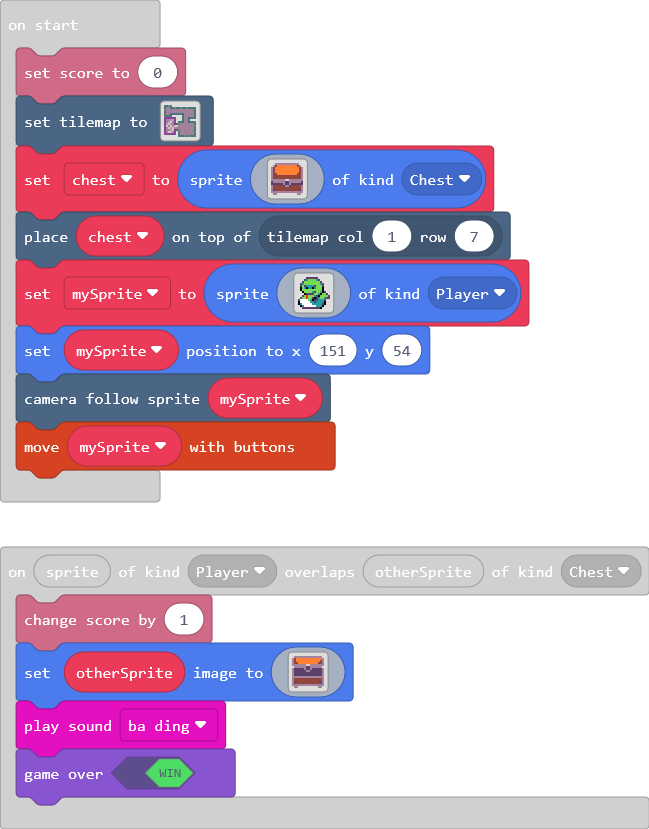 on start
set score to 0
set tilemap to
set chest to sprite of kind Chest
place chest on top of tilemap col 1 row 7
set mySprite to sprite of kind Player
set mySprite position to x 151 y 54
camera follow sprite mySprite
move mySprite with buttons
on sprite of kind Player overlaps otherSprite of kind Chest
change score by 1
set otherSprite image to
play sound ba ding
game over WIN